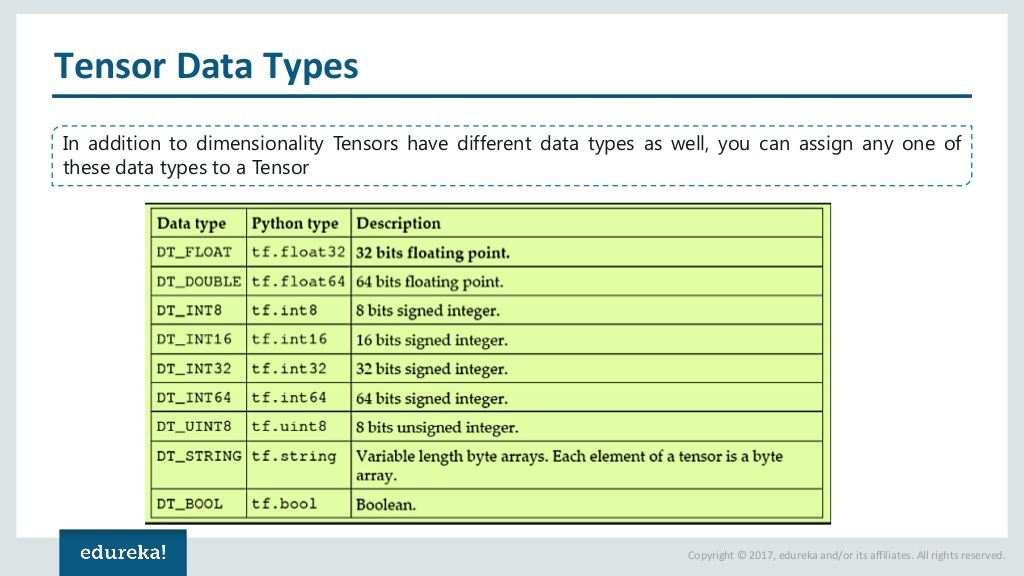 Tensor Data Types
In addition to dimensionality Tensors have different data types as well, you can assign any one of
these data types to a Tensor
Data type Python type Description
DT_FLOAT tf.float32 32 bits floating point.
DT_DOUBLE tf.float64 64 bits floating point.
DT_INT8 tf.int8 8 bits signed integer.
DT_INT16 tf.int16 16 bits signed integer.
DT_INT32 tf.int32 32 bits signed integer.
DT_INT64 tf.int64 64 bits signed integer.
DT_UINT8 tf.uint8 8 bits unsigned integer.
DT_STRING tf.string Variable length byte arrays. Each element of a tensor is a byte
array.
DT_BOOL tf.bool Boolean.
edureka!
Copyright © 2017, edureka and/or its affiliates. All rights reserved.